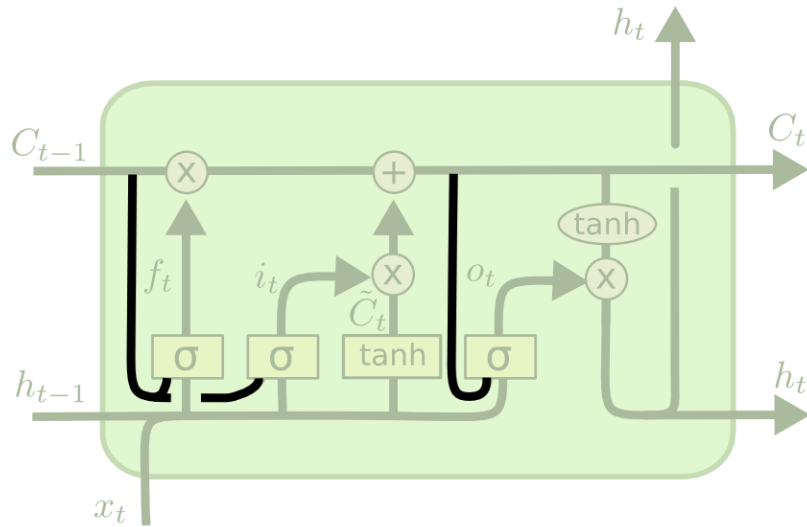 h_t
C_{t-1}
x
+
C_t
tanh
f_t
i_t
x
o_t
x
C̃_t
σ
σ
tanh
σ
h_{t-1}
h_t
x_t